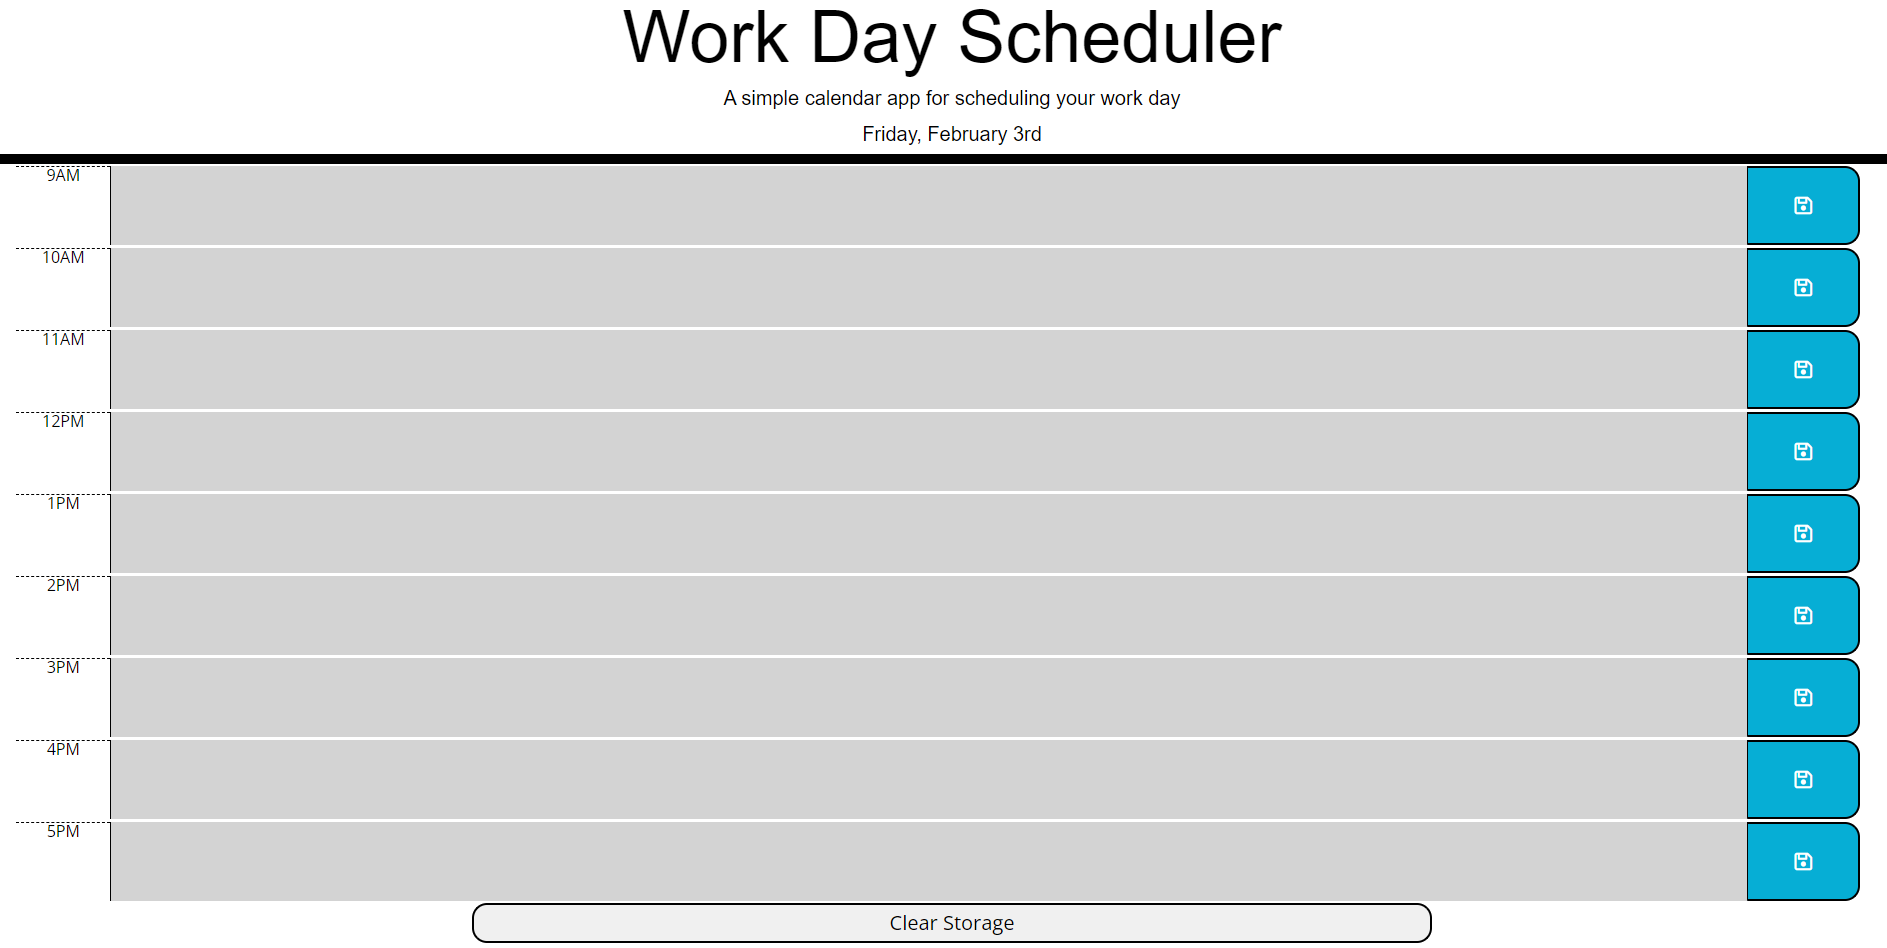 Work Day Scheduler
A simple calendar app for scheduling your work day
Friday, February 3rd
9AM
10AM
11AM
12PM
1PM
2PM
3PM
4PM
5PM
Clear Storage